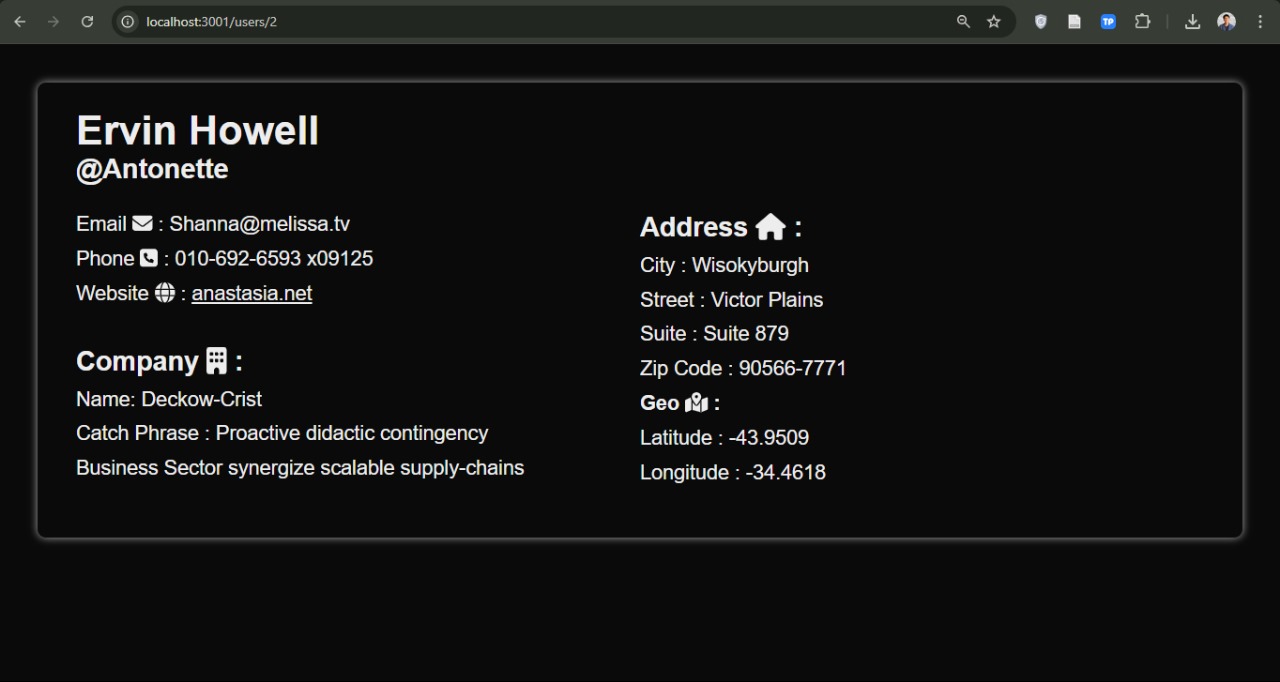 localhost:3001/users/2
TP
Ervin Howell
@Antonette
Email : Shanna@melissa.tv
Phone : 010-692-6593 x09125
Website : anastasia.net
Company :
Name: Deckow-Crist
Catch Phrase : Proactive didactic contingency
Business Sector synergize scalable supply-chains
Address :
City : Wisokyburgh
Street : Victor Plains
Suite : Suite 879
Zip Code : 90566-7771
Geo :
Latitude : -43.9509
Longitude : -34.4618